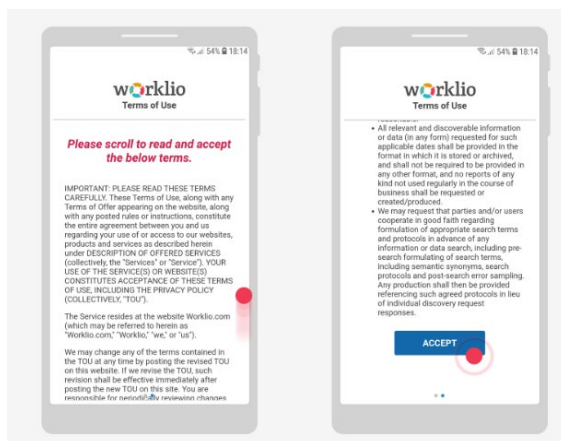 54% 18:14
worklio
Terms of Use
Please scroll to read and accept
the below terms.
IMPORTANT: PLEASE READ THESE TERMS
CAREFULLY. These Terms of Use, along with any
Terms of Offer appearing on the website, along
with any posted rules or instructions, constitute
the entire agreement between you and us
regarding your use of or access to our websites,
products and services as described herein
under DESCRIPTION OF OFFERED SERVICES
(collectively, the "Services" or "Service"). YOUR
USE OF THE SERVICE(S) OR WEBSITE(S)
CONSTITUTES ACCEPTANCE OF THESE TERMS
OF USE, INCLUDING THE PRIVACY POLICY
(COLLECTIVELY, "TOU").
The Service resides at the website Worklio.com
(which may be referred to herein as
"Worklio.com," "Worklio," "we," or "us").
We may change any of the terms contained in
the TOU at any time by posting the revised TOU
on this website. If we revise the TOU, such
revision shall be effective immediately after
posting the new TOU on this site. You are
responsible for periodically reviewing changes
54% 18:14
worklio
Terms of Use
• All relevant and discoverable information
or data (in any form) requested for such
applicable dates shall be provided in the
format in which it is stored or archived,
and shall not be required to be provided in
any other format, and no reports of any
kind not used regularly in the course of
business shall be required to be
created/produced.
• We may request that parties and/or users
cooperate in good faith regarding
formulation of appropriate search terms
and protocols in advance of any
information or data search, including pre-
search formulating of search terms,
including semantic synonyms, search
protocols and post-search error sampling.
Any production shall then be provided
referencing such agreed protocols in lieu
of individual discovery request
responses.
ACCEPT